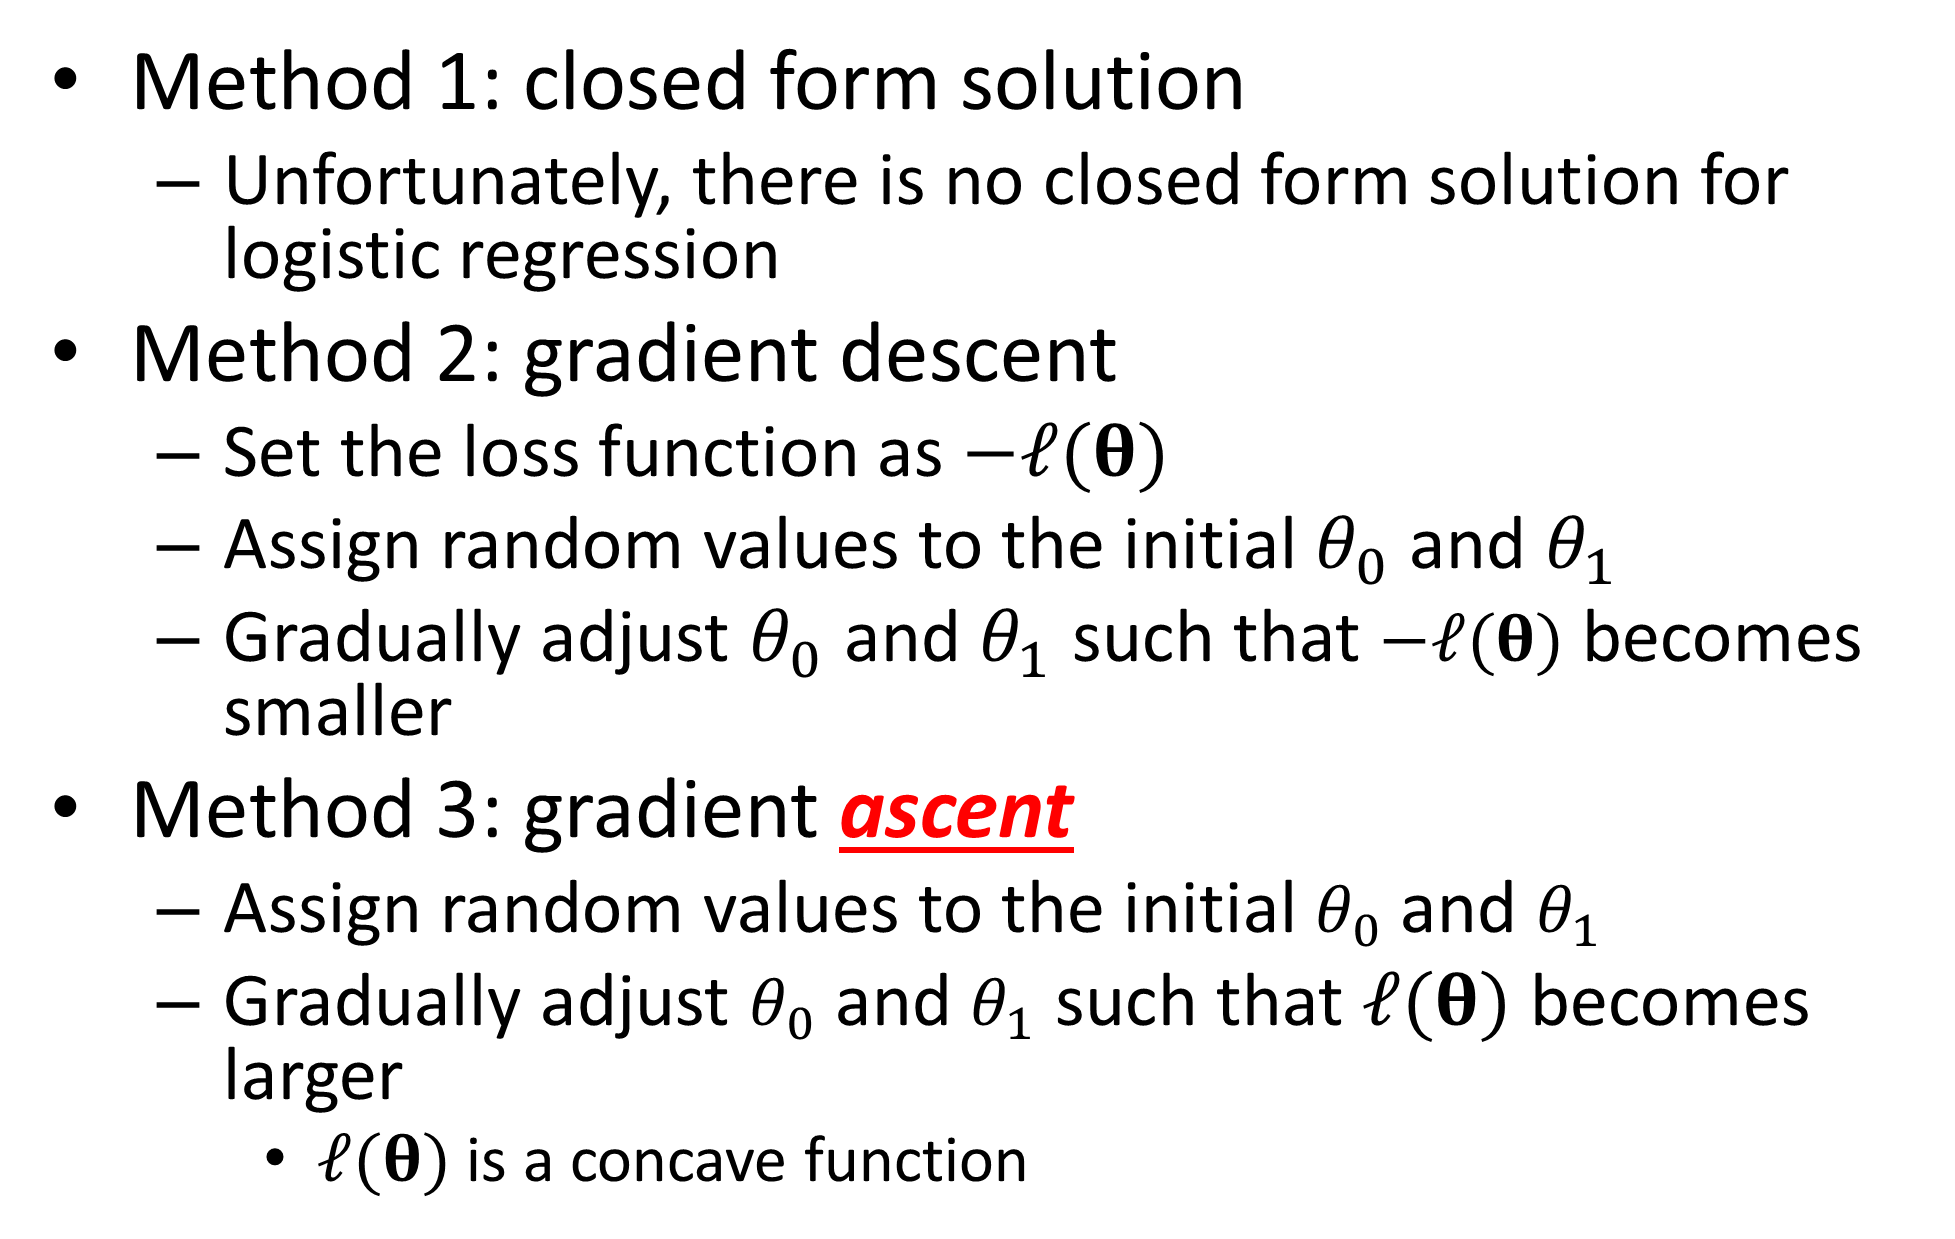 • Method 1: closed form solution
– Unfortunately, there is no closed form solution for
logistic regression
• Method 2: gradient descent
– Set the loss function as −ℓ(𝛉)
– Assign random values to the initial 𝜃₀ and 𝜃₁
– Gradually adjust 𝜃₀ and 𝜃₁ such that −ℓ(𝛉) becomes
smaller
• Method 3: gradient ascent
– Assign random values to the initial 𝜃₀ and 𝜃₁
– Gradually adjust 𝜃₀ and 𝜃₁ such that ℓ(𝛉) becomes
larger
• ℓ(𝛉) is a concave function